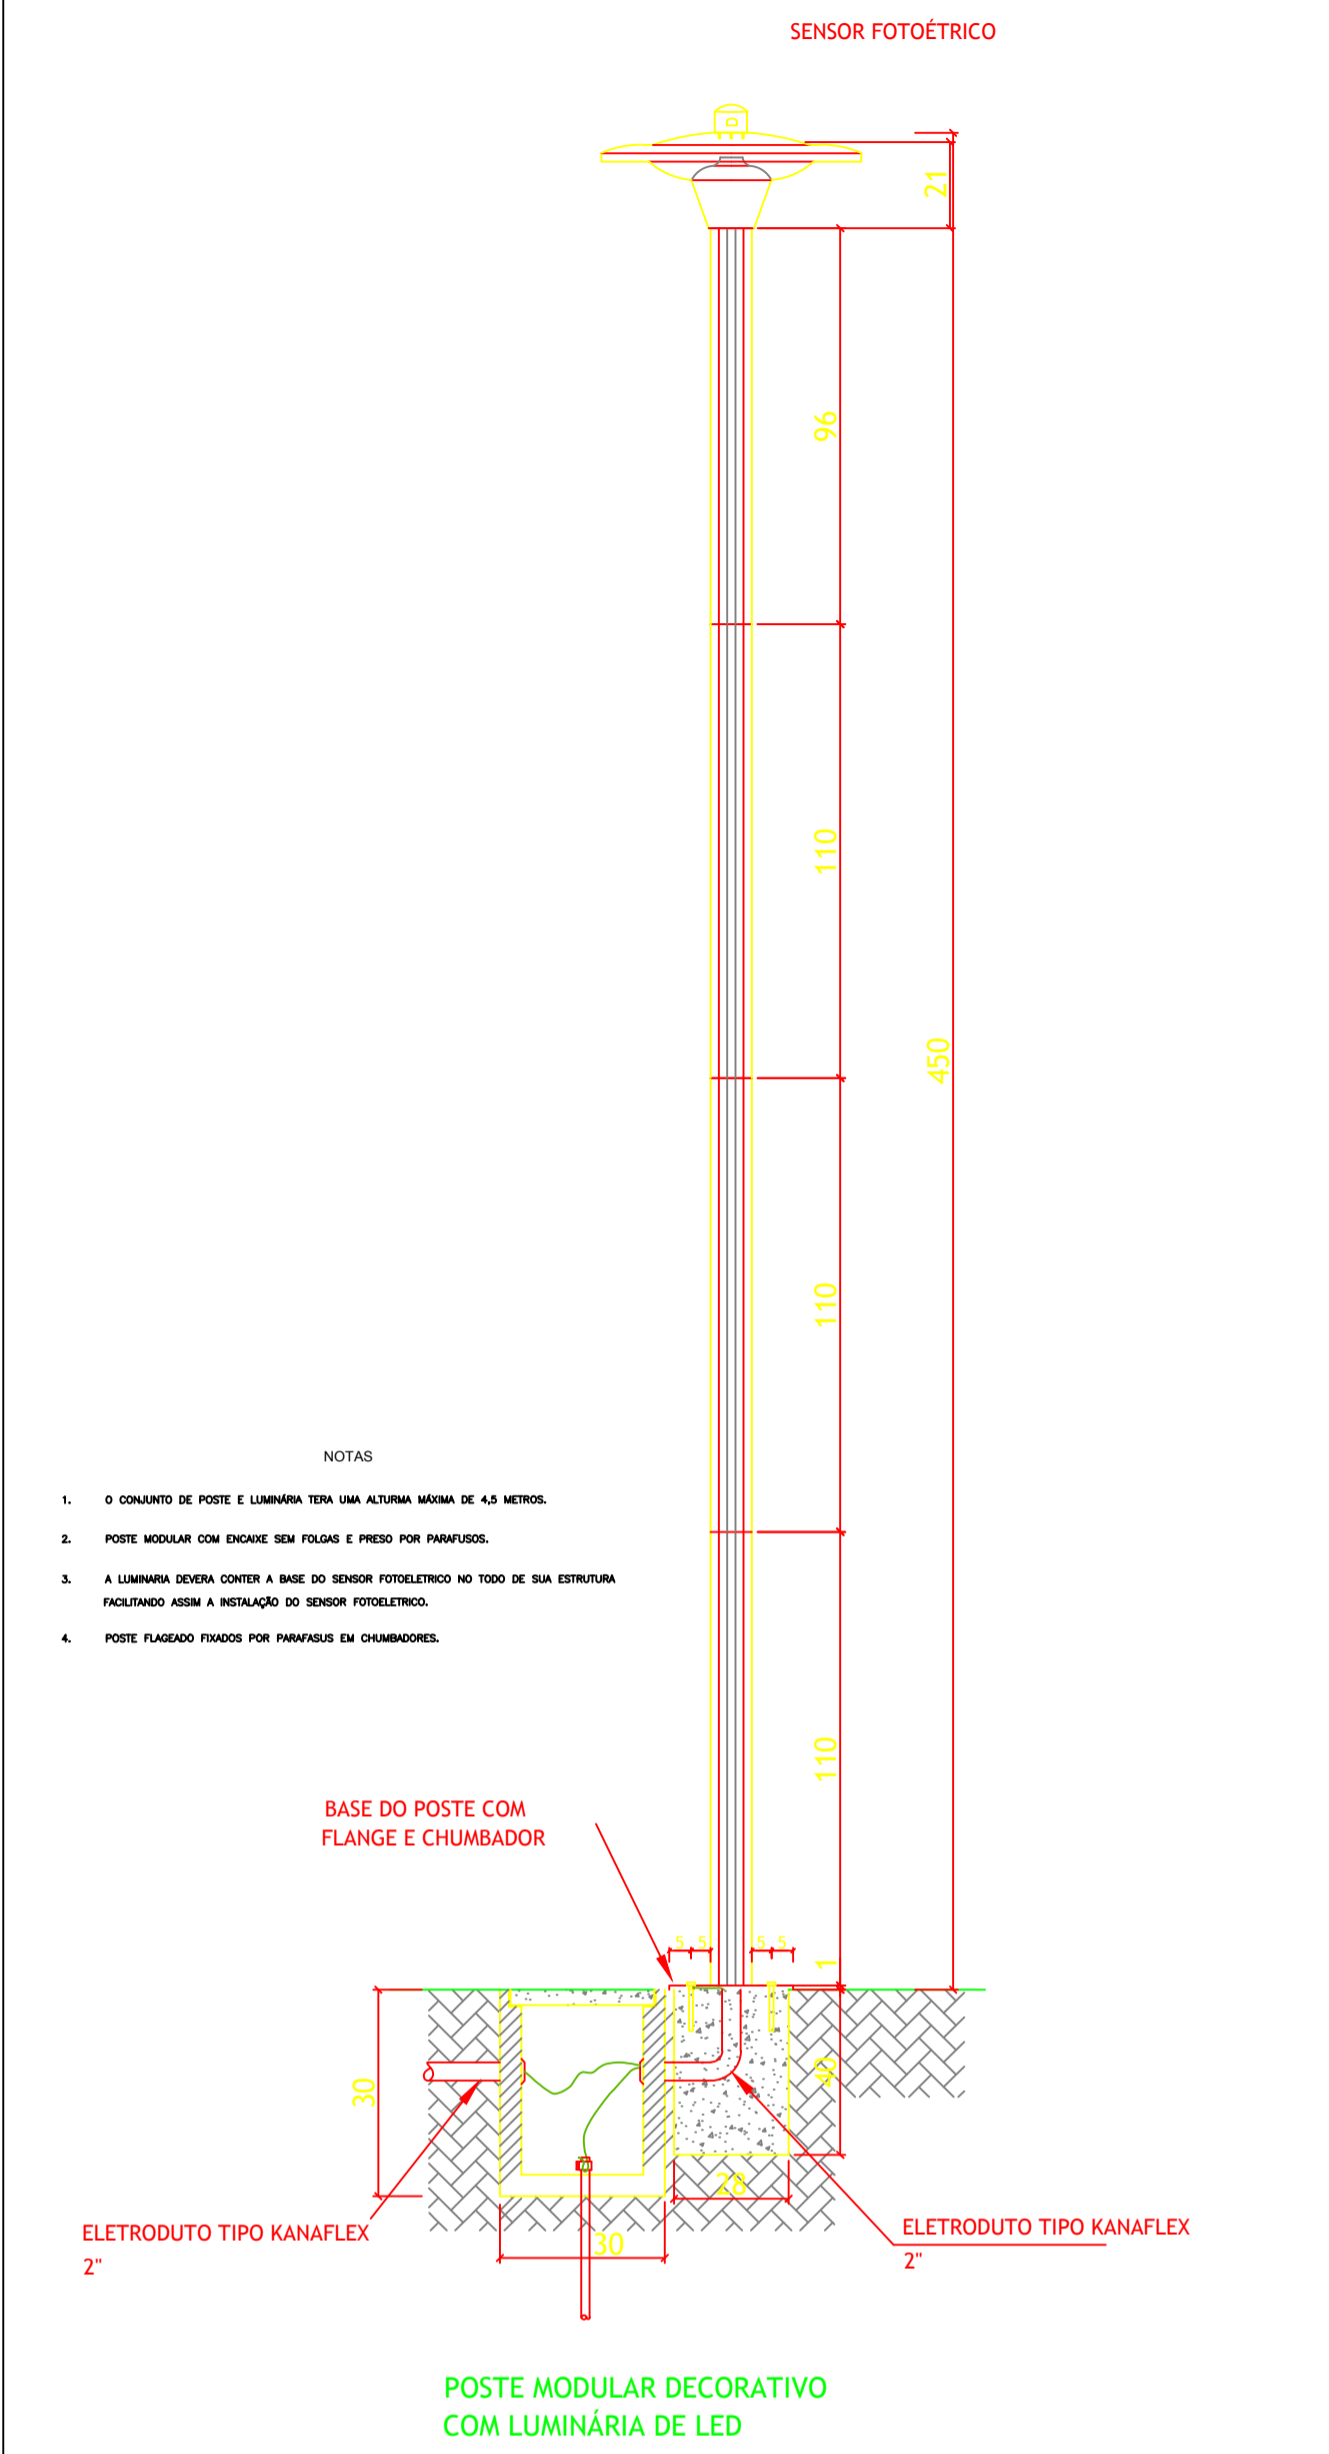 SENSOR FOTOÉTRICO
21
96
110
450
110
NOTAS
1. O CONJUNTO DE POSTE E LUMINÁRIA TERA UMA ALTURMA MÁXIMA DE 4,5 METROS.
2. POSTE MODULAR COM ENCAIXE SEM FOLGAS E PRESO POR PARAFUSOS.
3. A LUMINARIA DEVERA CONTER A BASE DO SENSOR FOTOELETRICO NO TODO DE SUA ESTRUTURA
FACILITANDO ASSIM A INSTALAÇÃO DO SENSOR FOTOELETRICO.
4. POSTE FLAGEADO FIXADOS POR PARAFASUS EM CHUMBADORES.
110
BASE DO POSTE COM
FLANGE E CHUMBADOR
5 5 5 5
1
40
30
28
30
ELETRODUTO TIPO KANAFLEX
2"
ELETRODUTO TIPO KANAFLEX
2"
POSTE MODULAR DECORATIVO
COM LUMINÁRIA DE LED